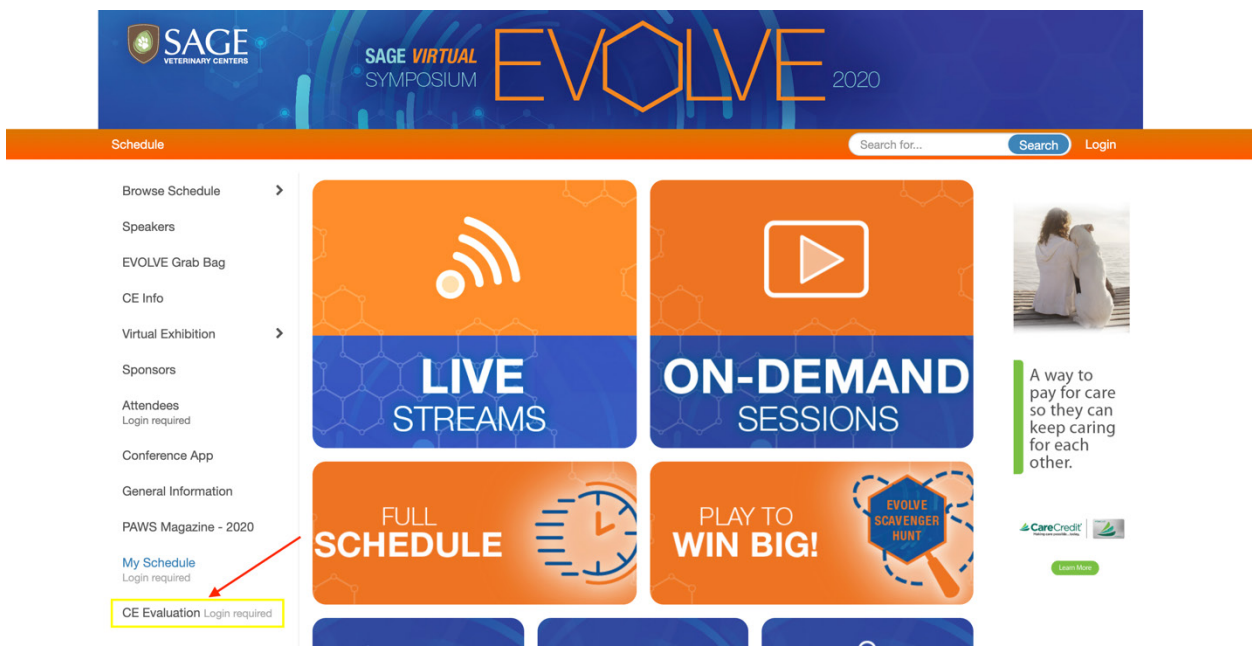 SAGE
VETERINARY CENTERS
SAGE VIRTUAL
SYMPOSIUM
EVOLVE
2020
Schedule
Search for...
Search
Login
Browse Schedule
Speakers
EVOLVE Grab Bag
CE Info
Virtual Exhibition
Sponsors
Attendees
Login required
Conference App
General Information
PAWS Magazine - 2020
My Schedule
Login required
CE Evaluation Login required
LIVE
STREAMS
ON-DEMAND
SESSIONS
FULL
SCHEDULE
PLAY TO
WIN BIG!
EVOLVE
SCAVENGER
HUNT
A way to
pay for care
so they can
keep caring
for each
other.
CareCredit
Learn More